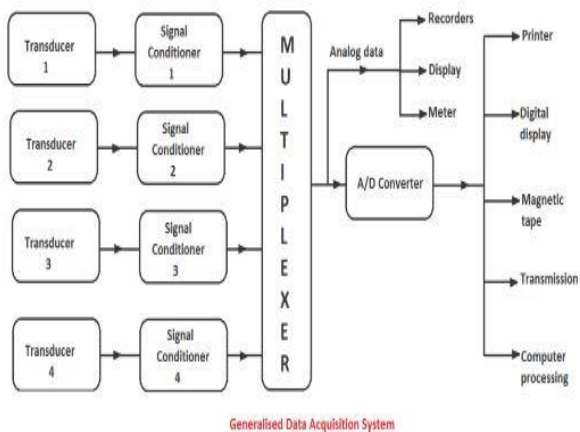 Transducer
1
Signal
Conditioner
1
Transducer
2
Signal
Conditioner
2
Transducer
3
Signal
Conditioner
3
Transducer
4
Signal
Conditioner
4
MULTIPLEXER
Analog data
Recorders
Display
Meter
A/D Converter
Printer
Digital
display
Magnetic
tape
Transmission
Computer
processing
Generalised Data Acquisition System